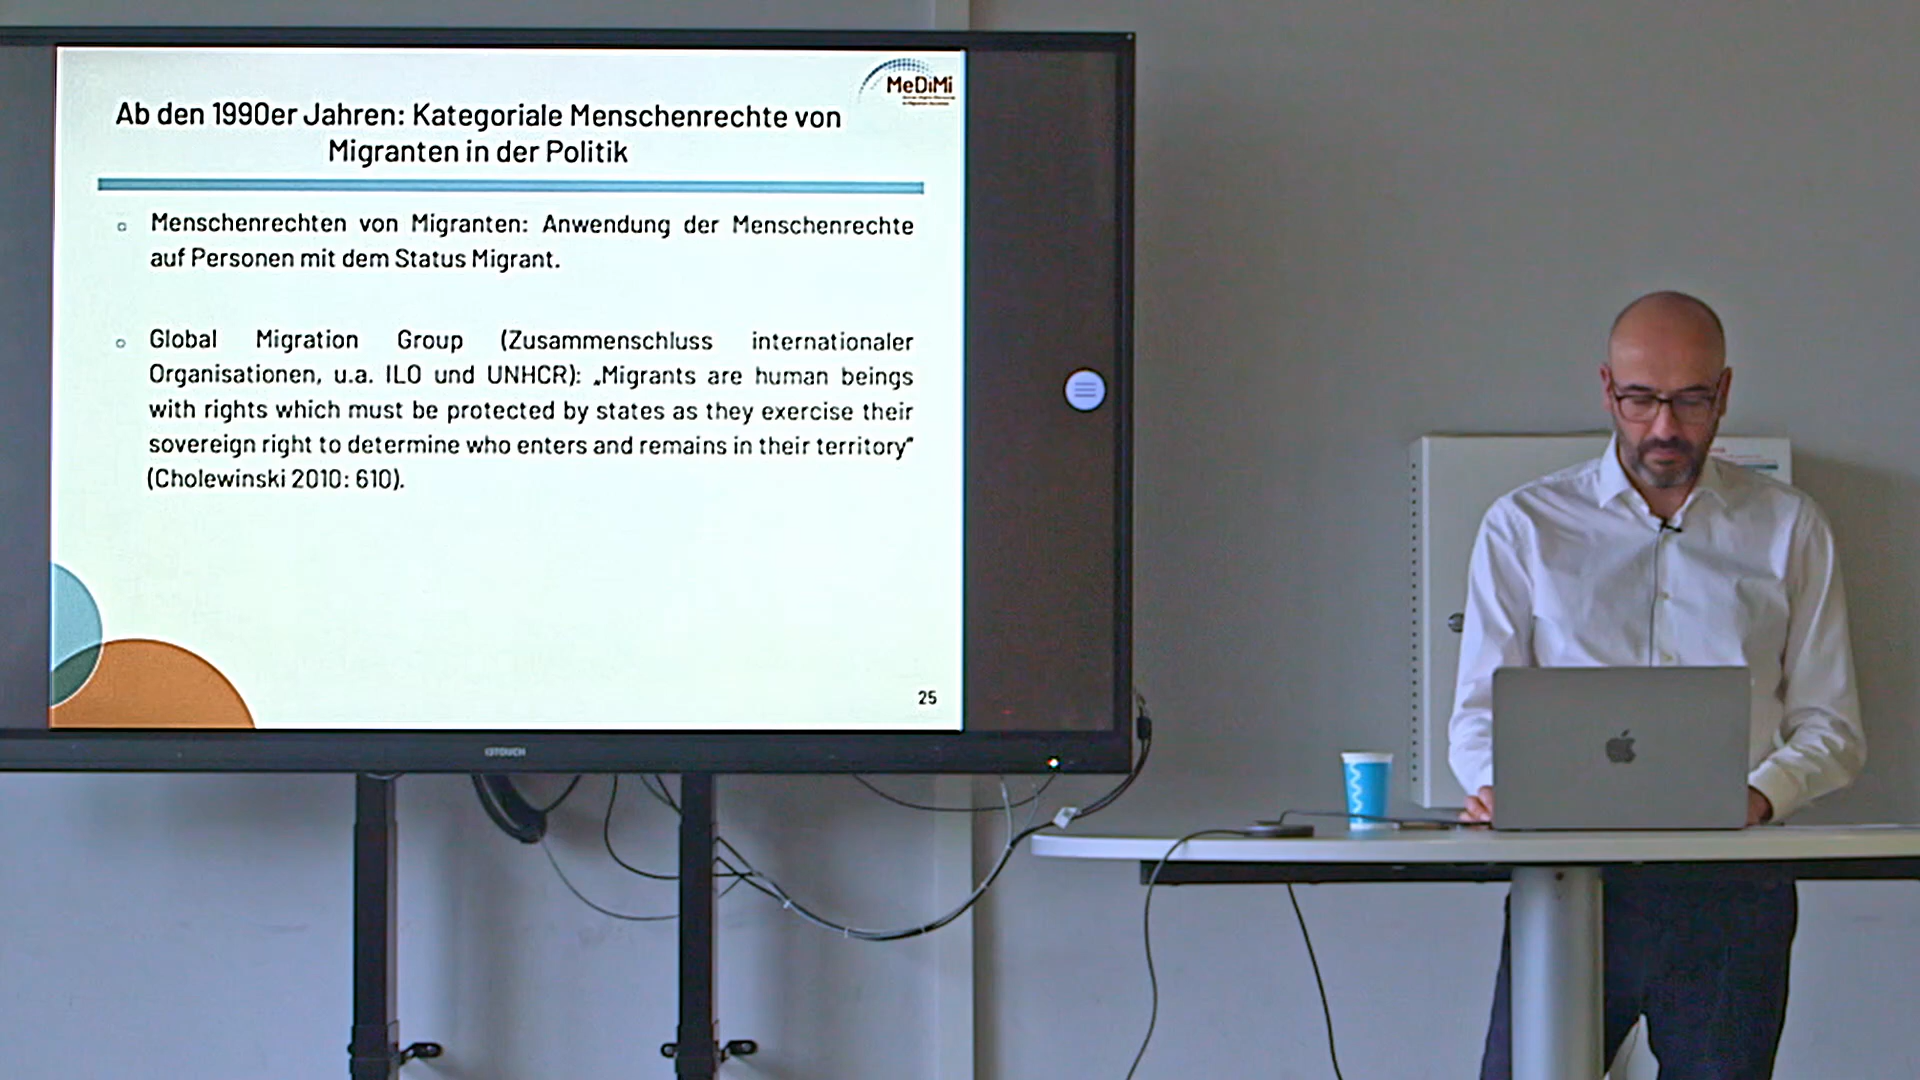 MeDiMi
Ab den 1990er Jahren: Kategoriale Menschenrechte von
Migranten in der Politik
Menschenrechten von Migranten: Anwendung der Menschenrechte
auf Personen mit dem Status Migrant.
Global Migration Group (Zusammenschluss internationaler
Organisationen, u.a. ILO und UNHCR): „Migrants are human beings
with rights which must be protected by states as they exercise their
sovereign right to determine who enters and remains in their territory“
(Cholewinski 2010: 610).
25